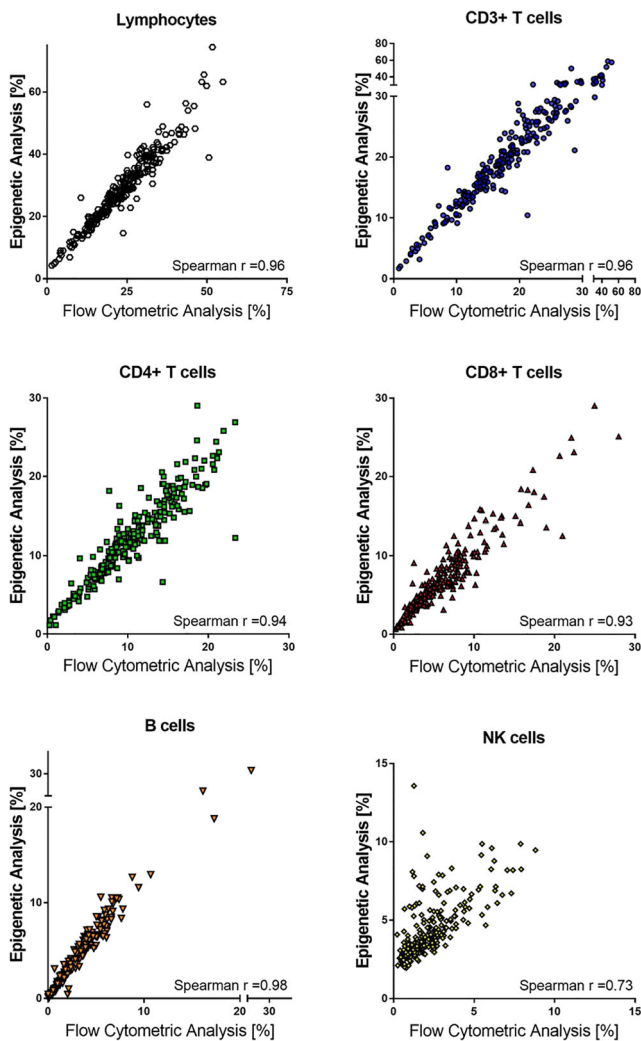 Lymphocytes
Epigenetic Analysis [%]
60
40
20
0
0 25 50 75
Spearman r =0.96
Flow Cytometric Analysis [%]
CD3+ T cells
Epigenetic Analysis [%]
80
60
40
30
20
10
0
0 10 20 30 40 60 80
Spearman r =0.96
Flow Cytometric Analysis [%]
CD4+ T cells
Epigenetic Analysis [%]
30
20
10
0
0 10 20 30
Spearman r =0.94
Flow Cytometric Analysis [%]
CD8+ T cells
Epigenetic Analysis [%]
30
20
10
0
0 10 20 30
Spearman r =0.93
Flow Cytometric Analysis [%]
B cells
Epigenetic Analysis [%]
30
20
10
0
0 10 20 30
Spearman r =0.98
Flow Cytometric Analysis [%]
NK cells
Epigenetic Analysis [%]
15
10
5
0
0 5 10 15
Spearman r =0.73
Flow Cytometric Analysis [%]